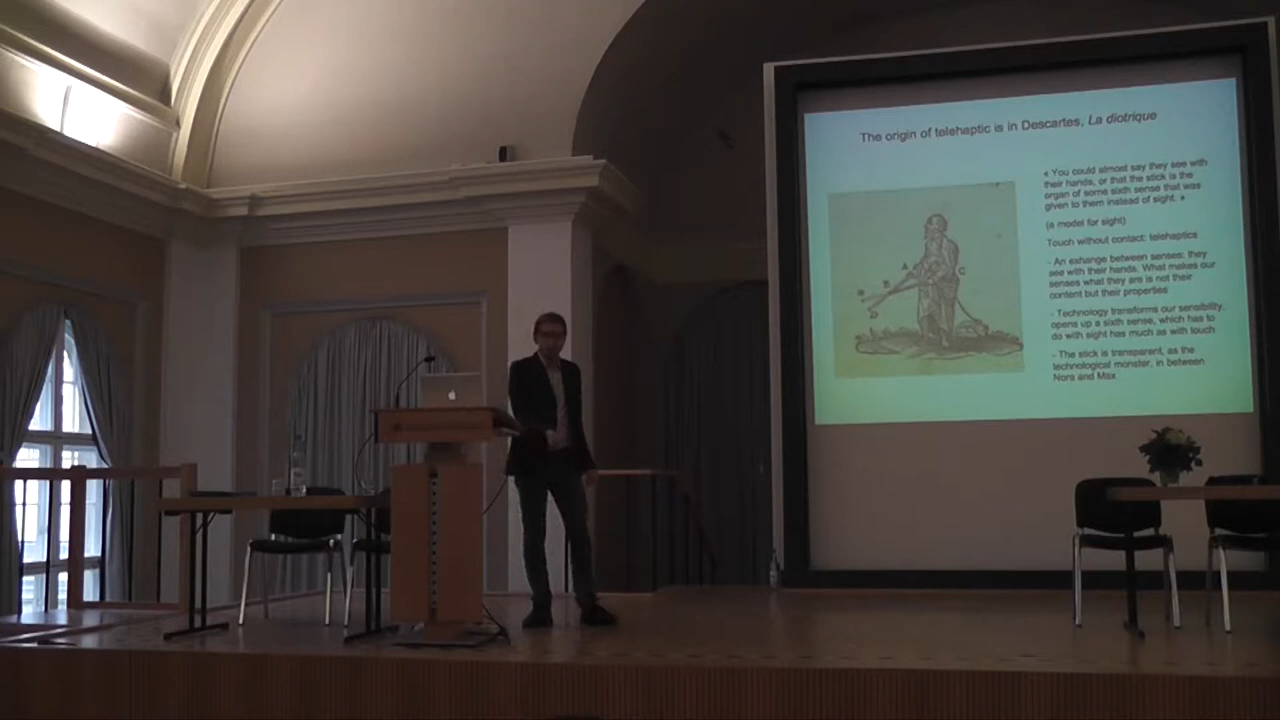 The origin of telehaptic is in Descartes, La diotrique
« You could almost say they see with
their hands, or that the stick is the
organ of some sixth sense that was
given to them instead of sight. »
(a model for sight)
Touch without contact: telehaptics
- An exhange between senses: they
see with their hands. What makes our
senses what they are is not their
content but their properties
- Technology transforms our sensibility,
opens up a sixth sense, which has to
do with sight has much as with touch
- The stick is transparent, as the
technological monster, in between
Nora and Max
A
C
B
D